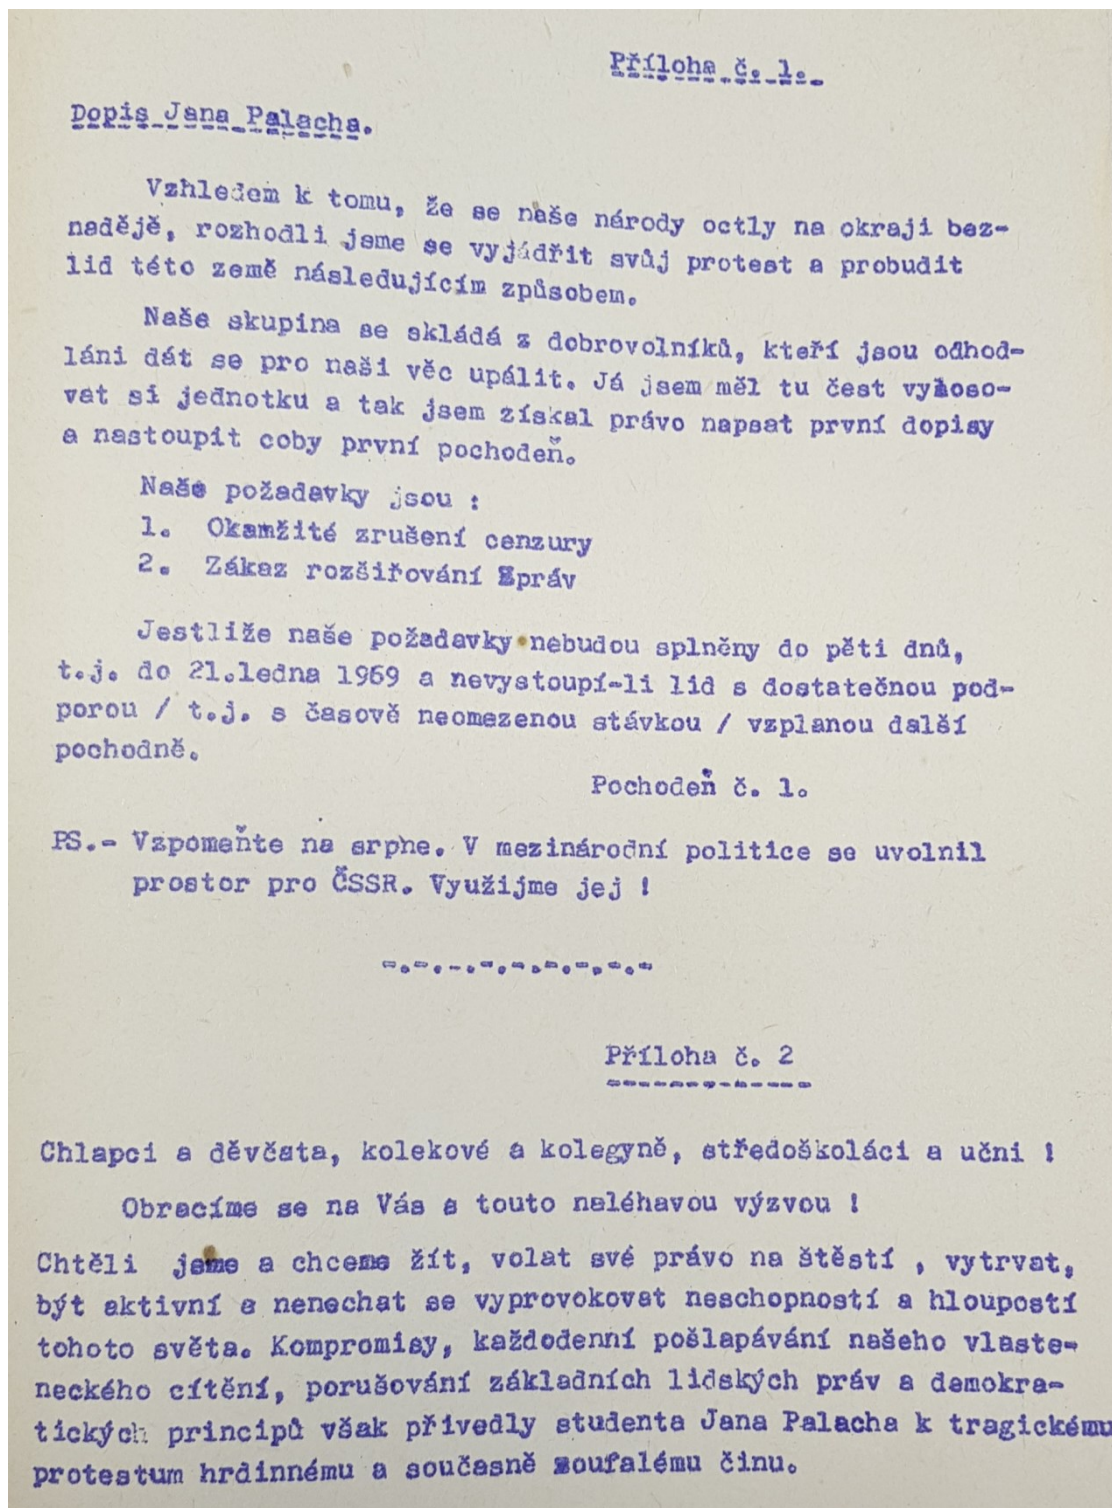 Příloha č. 1.
Dopis Jana Palacha.
Vzhledem k tomu, že se naše národy octly na okraji bez-
naděje, rozhodli jsme se vyjádřit svůj protest a probudit
lid této země následujícím způsobem.
Naše skupina se skládá z dobrovolníků, kteří jsou odhod-
láni dát se pro naši věc upálit. Já jsem měl tu čest vyloso-
vat si jednotku a tak jsem získal právo napsat první dopisy
a nastoupit coby první pochodeň.
Naše požadavky jsou :
1. Okamžité zrušení cenzury
2. Zákaz rozšiřování Zpráv
Jestliže naše požadavky nebudou splněny do pěti dnů,
t.j. do 21.ledna 1969 a nevystoupí-li lid s dostatečnou pod-
porou / t.j. s časově neomezenou stávkou / vzplanou další
pochodně.
Pochodeň č. 1.
PS.- Vzpomeňte na srpne. V mezinárodní politice se uvolnil
prostor pro ČSSR. Využijme jej !
-.-.-.-.-.-.-.-.-
Příloha č. 2
Chlapci a děvčata, kolekové a kolegyně, středoškoláci a učni !
Obracíme se na Vás s touto naléhavou výzvou !
Chtěli jsme a chceme žít, volat své právo na štěstí , vytrvat,
být aktivní a nenechat se vyprovokovat neschopností a hloupostí
tohoto světa. Kompromisy, každodenní pošlapávání našeho vlaste-
neckého cítění, porušování základních lidských práv a demokra-
tických principů však přivedly studenta Jana Palacha k tragickému
protestum hrdinnému a současně zoufalému činu.